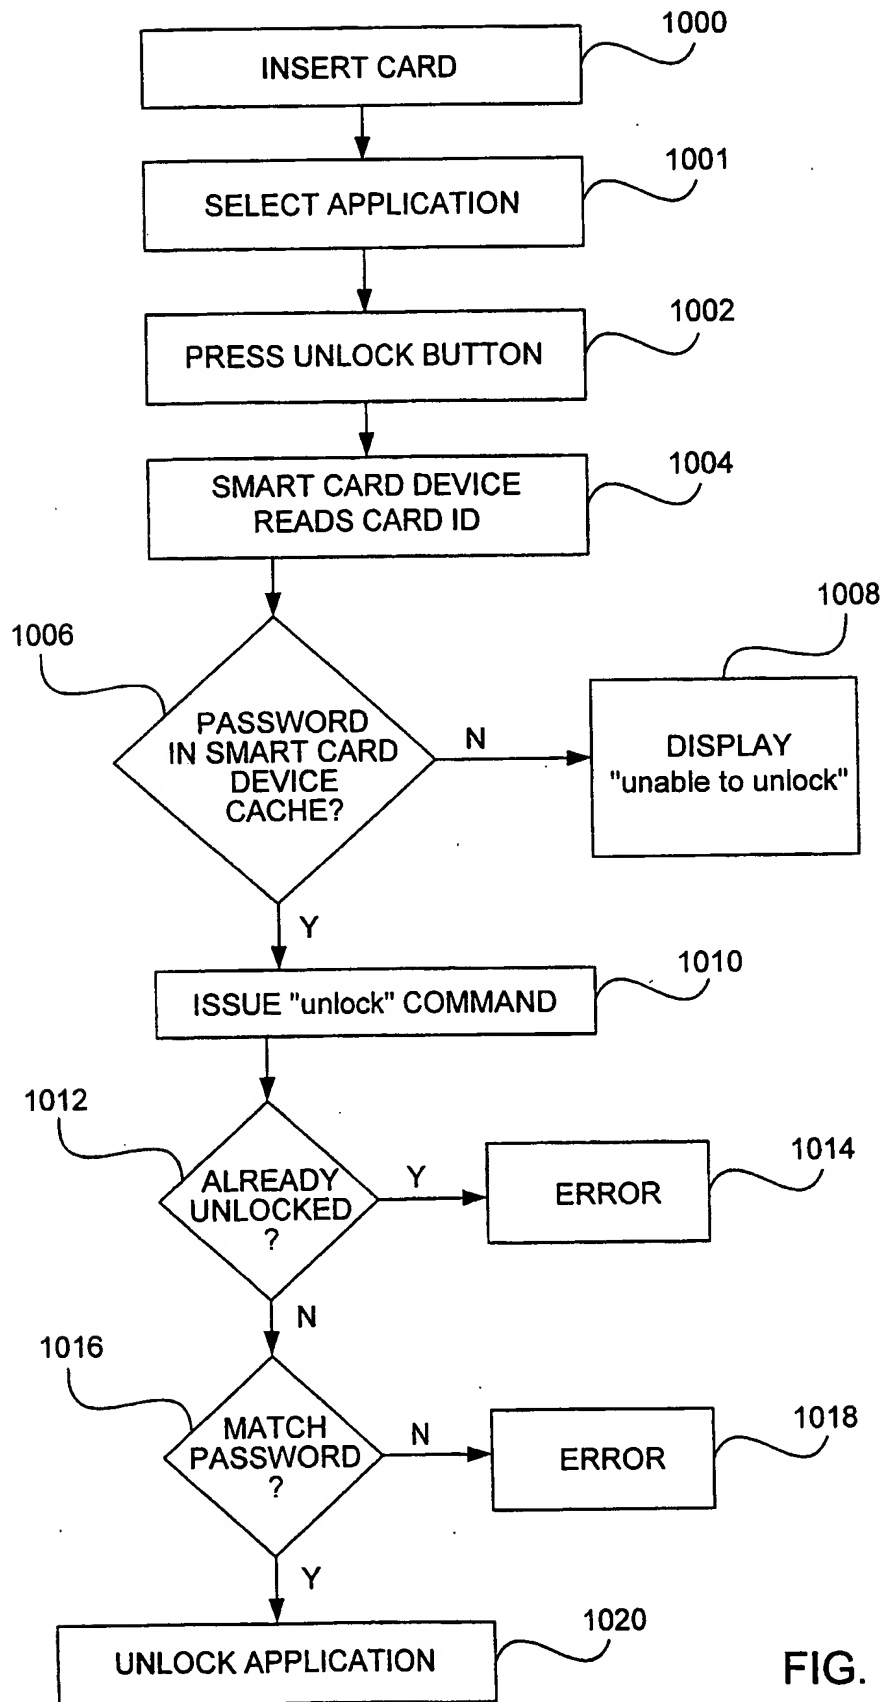 1000
INSERT CARD
1001
SELECT APPLICATION
1002
PRESS UNLOCK BUTTON
1004
SMART CARD DEVICE
READS CARD ID
1006
1008
PASSWORD
IN SMART CARD
DEVICE
CACHE?
N
DISPLAY
"unable to unlock"
Y
1010
ISSUE "unlock" COMMAND
1012
1014
ALREADY
UNLOCKED
?
Y
ERROR
N
1016
1018
MATCH
PASSWORD
?
N
ERROR
Y
1020
UNLOCK APPLICATION
FIG.